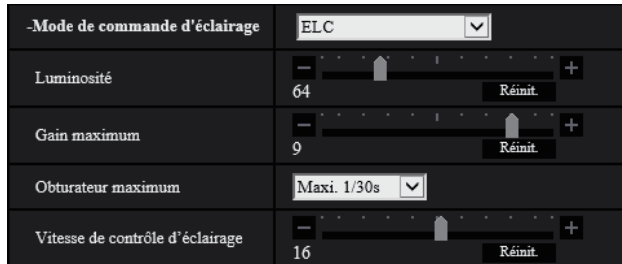 -Mode de commande d'éclairage ELC
Luminosité
64 Réinit.
Gain maximum
9 Réinit.
Obturateur maximum Maxi. 1/30s
Vitesse de contrôle d'éclairage
16 Réinit.